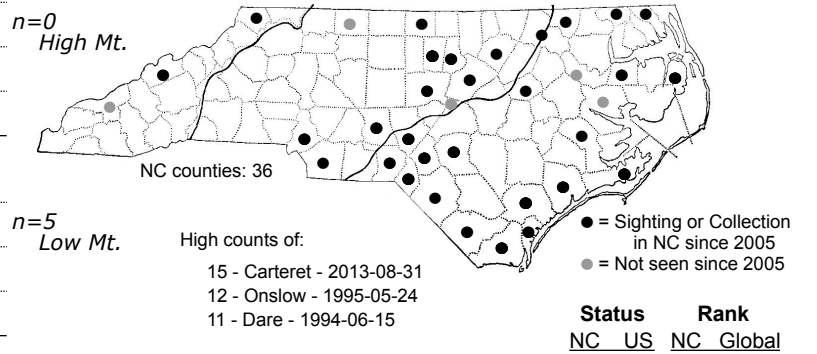 n=0
High Mt.
NC counties: 36
n=5
Low Mt.
High counts of:
15 - Carteret - 2013-08-31
12 - Onslow - 1995-05-24
11 - Dare - 1994-06-15
= Sighting or Collection
in NC since 2005
= Not seen since 2005
Status Rank
NC US NC Global